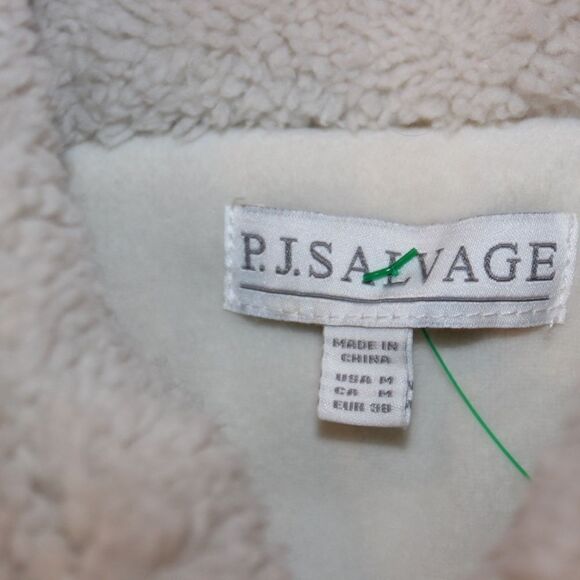 P.J.SALVAGE
MADE IN
CHINA
USA M
CA M
EUR 38